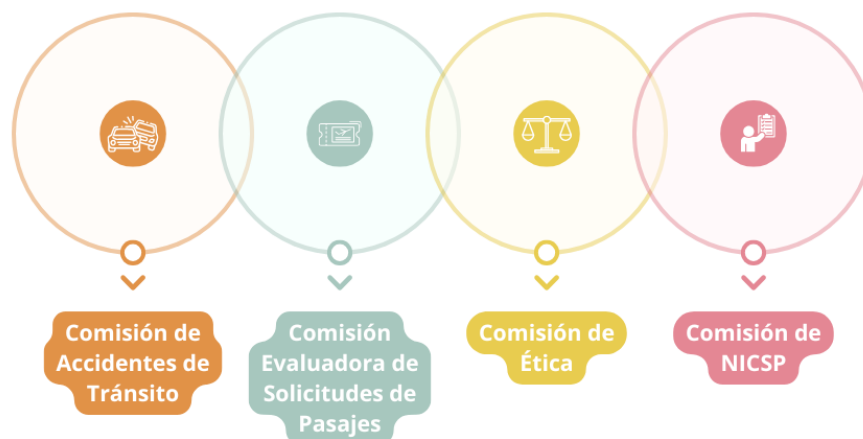 Comisión de
Accidentes de
Tránsito
Comisión
Evaluadora de
Solicitudes de
Pasajes
Comisión de
Ética
Comisión de
NICSP